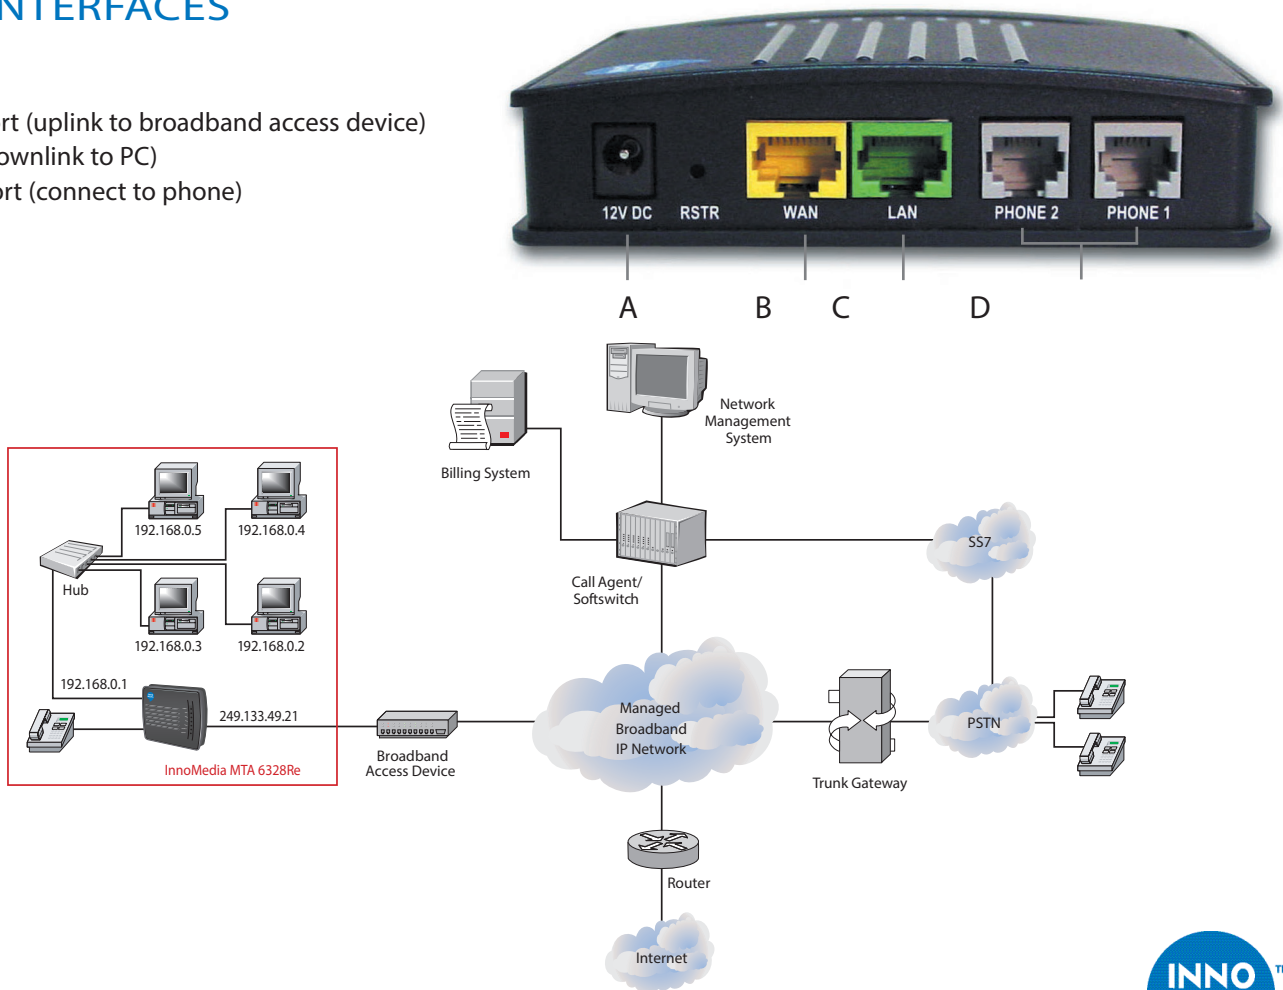 NTERFACES
rt (uplink to broadband access device)
ownlink to PC)
ort (connect to phone)
12V DC
RSTR
WAN
LAN
PHONE 2
PHONE 1
A
B
C
D
Network
Management
System
Billing System
192.168.0.5
192.168.0.4
Hub
192.168.0.3
192.168.0.2
Call Agent/
Softswitch
SS7
192.168.0.1
249.133.49.21
InnoMedia MTA 6328Re
Broadband
Access Device
Managed
Broadband
IP Network
Trunk Gateway
PSTN
Router
Internet
INNO